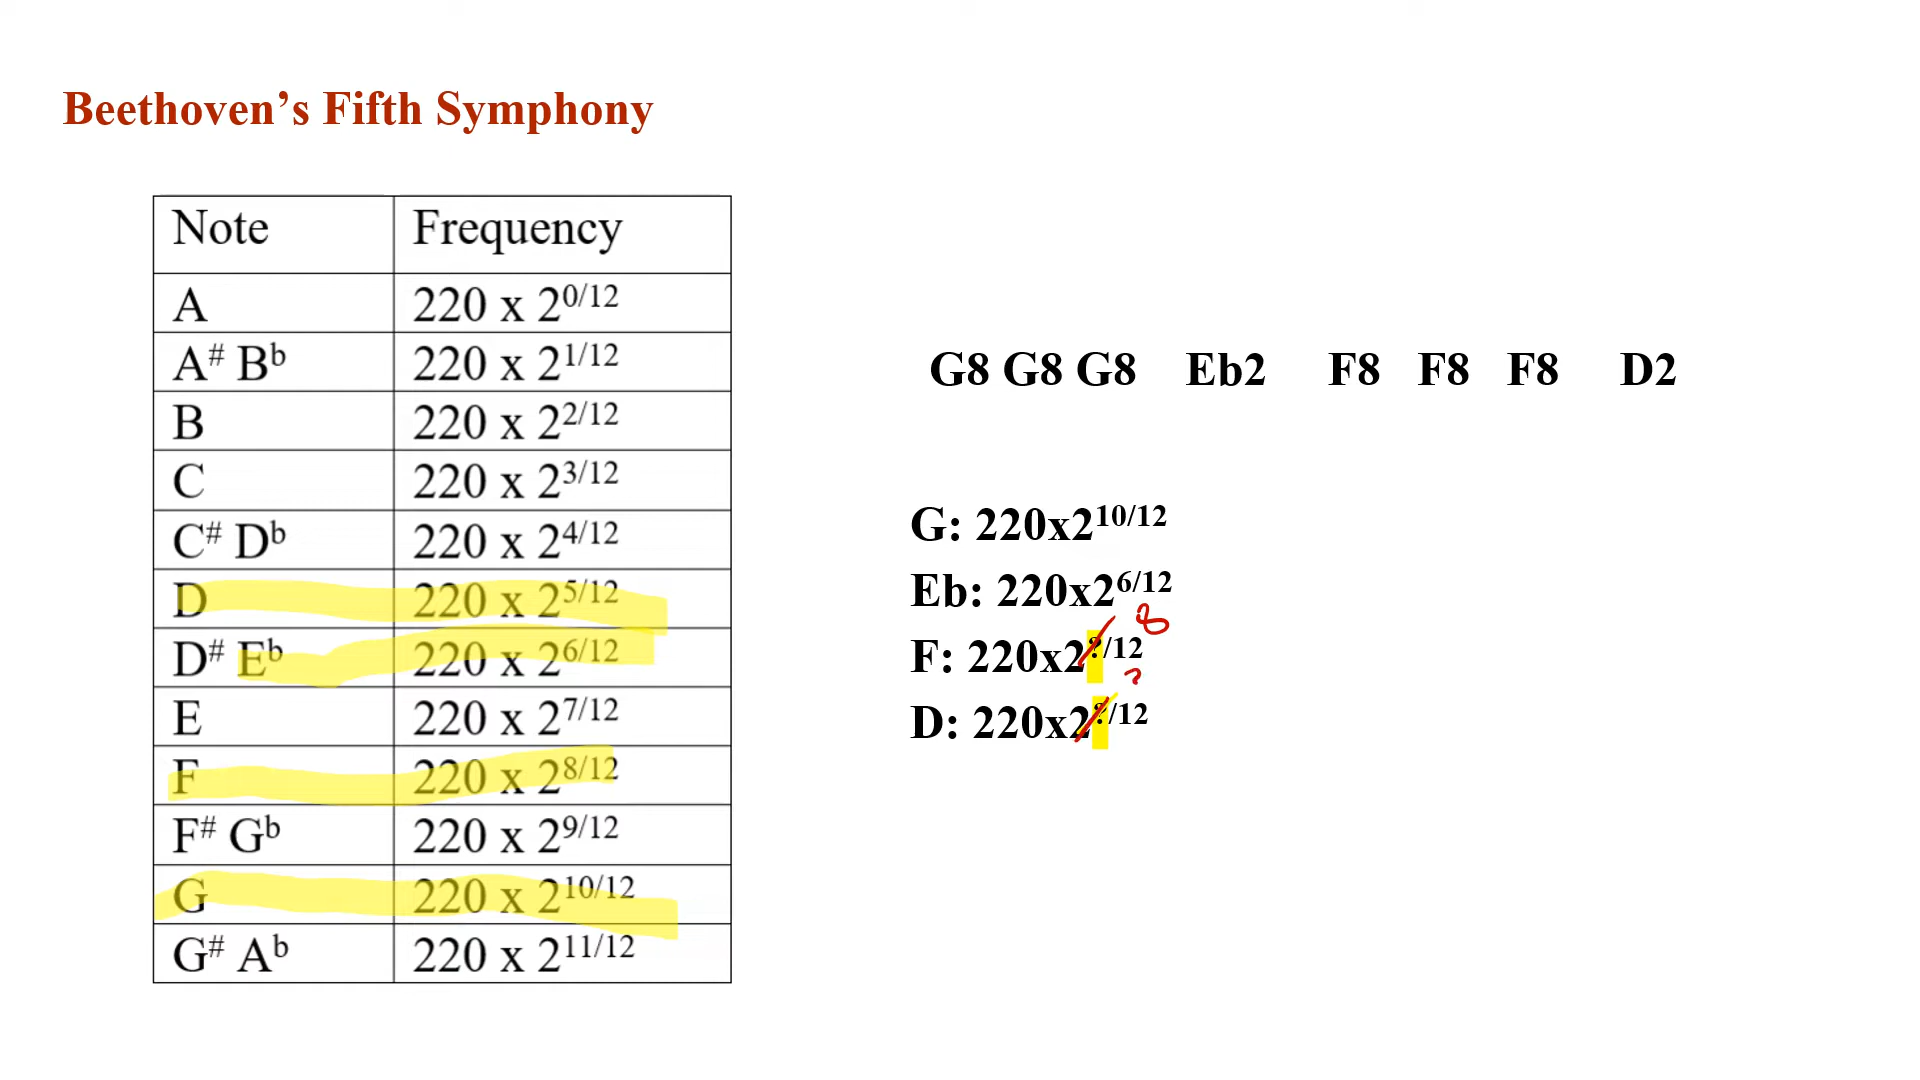 Beethoven’s Fifth Symphony
Note Frequency
A 220 x 2^0/12
A# Bb 220 x 2^1/12
B 220 x 2^2/12
C 220 x 2^3/12
C# Db 220 x 2^4/12
D 220 x 2^5/12
D# Eb 220 x 2^6/12
E 220 x 2^7/12
F 220 x 2^8/12
F# Gb 220 x 2^9/12
G 220 x 2^10/12
G# Ab 220 x 2^11/12
G8 G8 G8 Eb2 F8 F8 F8 D2
G: 220x2^10/12
Eb: 220x2^6/12
8
F: 220x2^?/12
D: 220x2^?/12